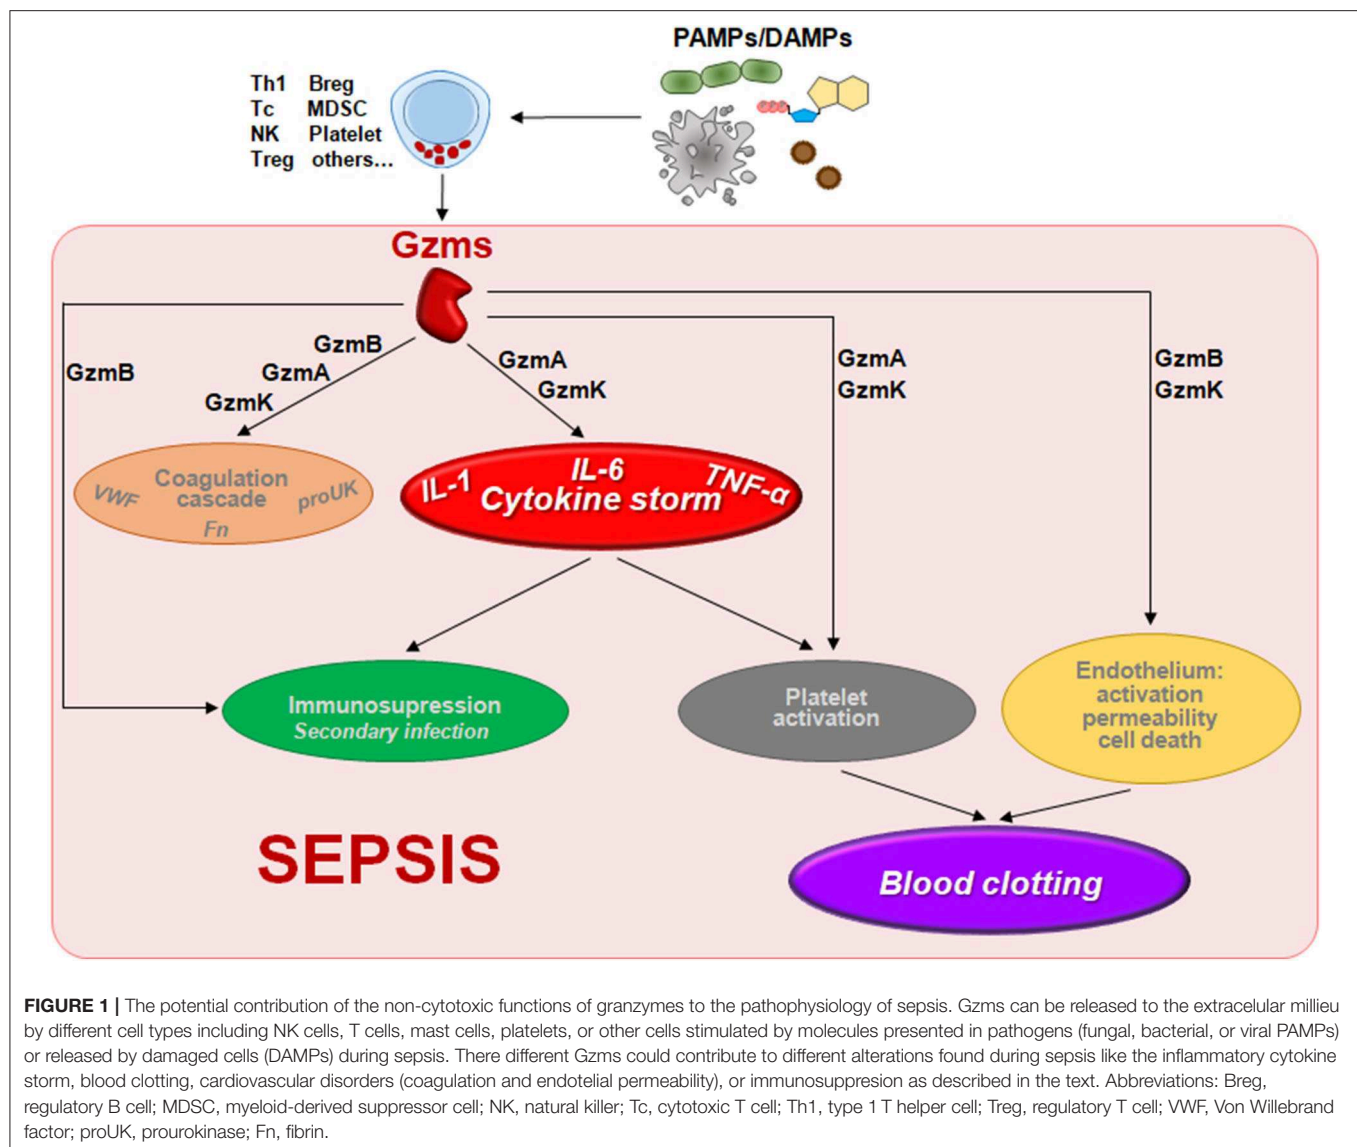 PAMPs/DAMPs
Th1 Breg
Tc MDSC
NK Platelet
Treg others...
Gzms
GzmB
GzmB
GzmA
GzmK
GzmA
GzmK
GzmA
GzmK
GzmB
GzmK
Coagulation
cascade
VWF
proUK
Fn
IL-1
IL-6
TNF-α
Cytokine storm
Immunosupression
Secondary infection
Platelet
activation
Endothelium:
activation
permeability
cell death
SEPSIS
Blood clotting
FIGURE 1 | The potential contribution of the non-cytotoxic functions of granzymes to the pathophysiology of sepsis. Gzms can be released to the extracelular millieu
by different cell types including NK cells, T cells, mast cells, platelets, or other cells stimulated by molecules presented in pathogens (fungal, bacterial, or viral PAMPs)
or released by damaged cells (DAMPs) during sepsis. There different Gzms could contribute to different alterations found during sepsis like the inflammatory cytokine
storm, blood clotting, cardiovascular disorders (coagulation and endotelial permeability), or immunosuppresion as described in the text. Abbreviations: Breg,
regulatory B cell; MDSC, myeloid-derived suppressor cell; NK, natural killer; Tc, cytotoxic T cell; Th1, type 1 T helper cell; Treg, regulatory T cell; VWF, Von Willebrand
factor; proUK, prourokinase; Fn, fibrin.